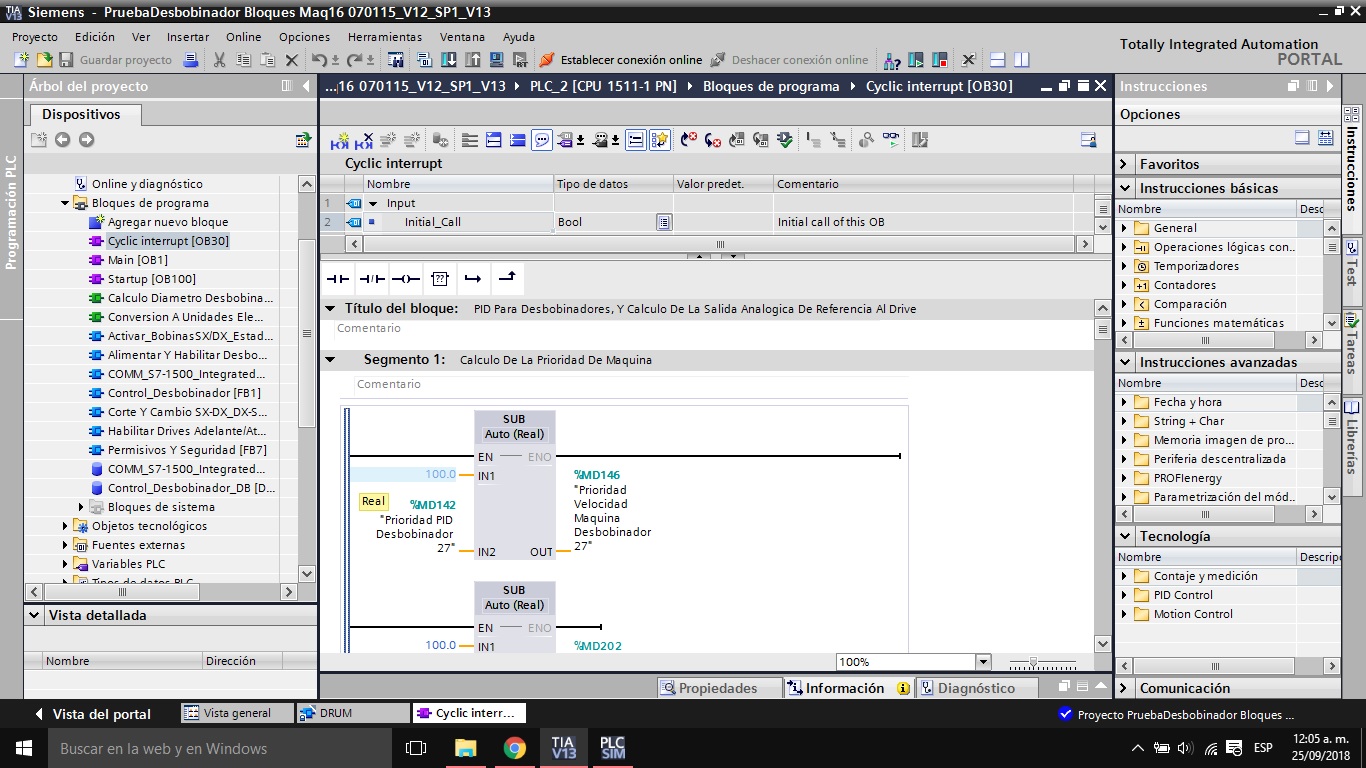 TIA V13 Siemens - PruebaDesbobinador Bloques Maq16 070115_V12_SP1_V13
Proyecto Edición Ver Insertar Online Opciones Herramientas Ventana Ayuda
Totally Integrated Automation
PORTAL
Guardar proyecto Establecer conexión online Deshacer conexión online
Árbol del proyecto
Dispositivos
Programación PLC
Online y diagnóstico
Bloques de programa
Agregar nuevo bloque
Cyclic interrupt [OB30]
Main [OB1]
Startup [OB100]
Calculo Diametro Desbobina...
Conversion A Unidades Ele...
Activar_BobinasSX/DX_Estad...
Alimentar Y Habilitar Desbo...
COMM_S7-1500_Integrated...
Control_Desbobinador [FB1]
Corte Y Cambio SX-DX_DX-S...
Habilitar Drives Adelante/At...
Permisivos Y Seguridad [FB7]
COMM_S7-1500_Integrated...
Control_Desbobinador_DB [D...
Bloques de sistema
Objetos tecnológicos
Fuentes externas
Variables PLC
Tipos de datos PLC
Vista detallada
Nombre Dirección
...16 070115_V12_SP1_V13 PLC_2 [CPU 1511-1 PN] Bloques de programa Cyclic interrupt [OB30]
Cyclic interrupt
Nombre Tipo de datos Valor predet. Comentario
1 Input
2 Initial_Call Bool Initial call of this OB
Título del bloque: PID Para Desbobinadores, Y Calculo De La Salida Analogica De Referencia Al Drive
Comentario
Segmento 1: Calculo De La Prioridad De Maquina
Comentario
SUB
Auto (Real)
EN ENO
100.0 IN1
%MD146
"Prioridad
Velocidad
Maquina
Desbobinador
27"
Real
%MD142
"Prioridad PID
Desbobinador
27"
IN2 OUT
SUB
Auto (Real)
EN ENO
100.0 IN1
%MD202
100%
Propiedades Información Diagnóstico
Instrucciones
Opciones
Favoritos
Instrucciones básicas
Nombre Desc
General
Operaciones lógicas con...
Temporizadores
Contadores
Comparación
Funciones matemáticas
Instrucciones avanzadas
Nombre Desc
Fecha y hora
String + Char
Memoria imagen de pro...
Periferia descentralizada
PROFIenergy
Parametrización del mód...
Tecnología
Nombre Descripc
Contaje y medición
PID Control
Motion Control
Comunicación
Instrucciones
Test
Tareas
Librerías
Vista del portal Vista general DRUM Cyclic interr...
Proyecto PruebaDesbobinador Bloques ...
Buscar en la web y en Windows
TIA V13
PLC SIM
ESP
12:05 a. m.
25/09/2018